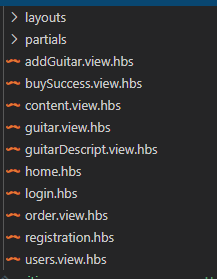 layouts
partials
addGuitar.view.hbs
buySuccess.view.hbs
content.view.hbs
guitar.view.hbs
guitarDescript.view.hbs
home.hbs
login.hbs
order.view.hbs
registration.hbs
users.view.hbs